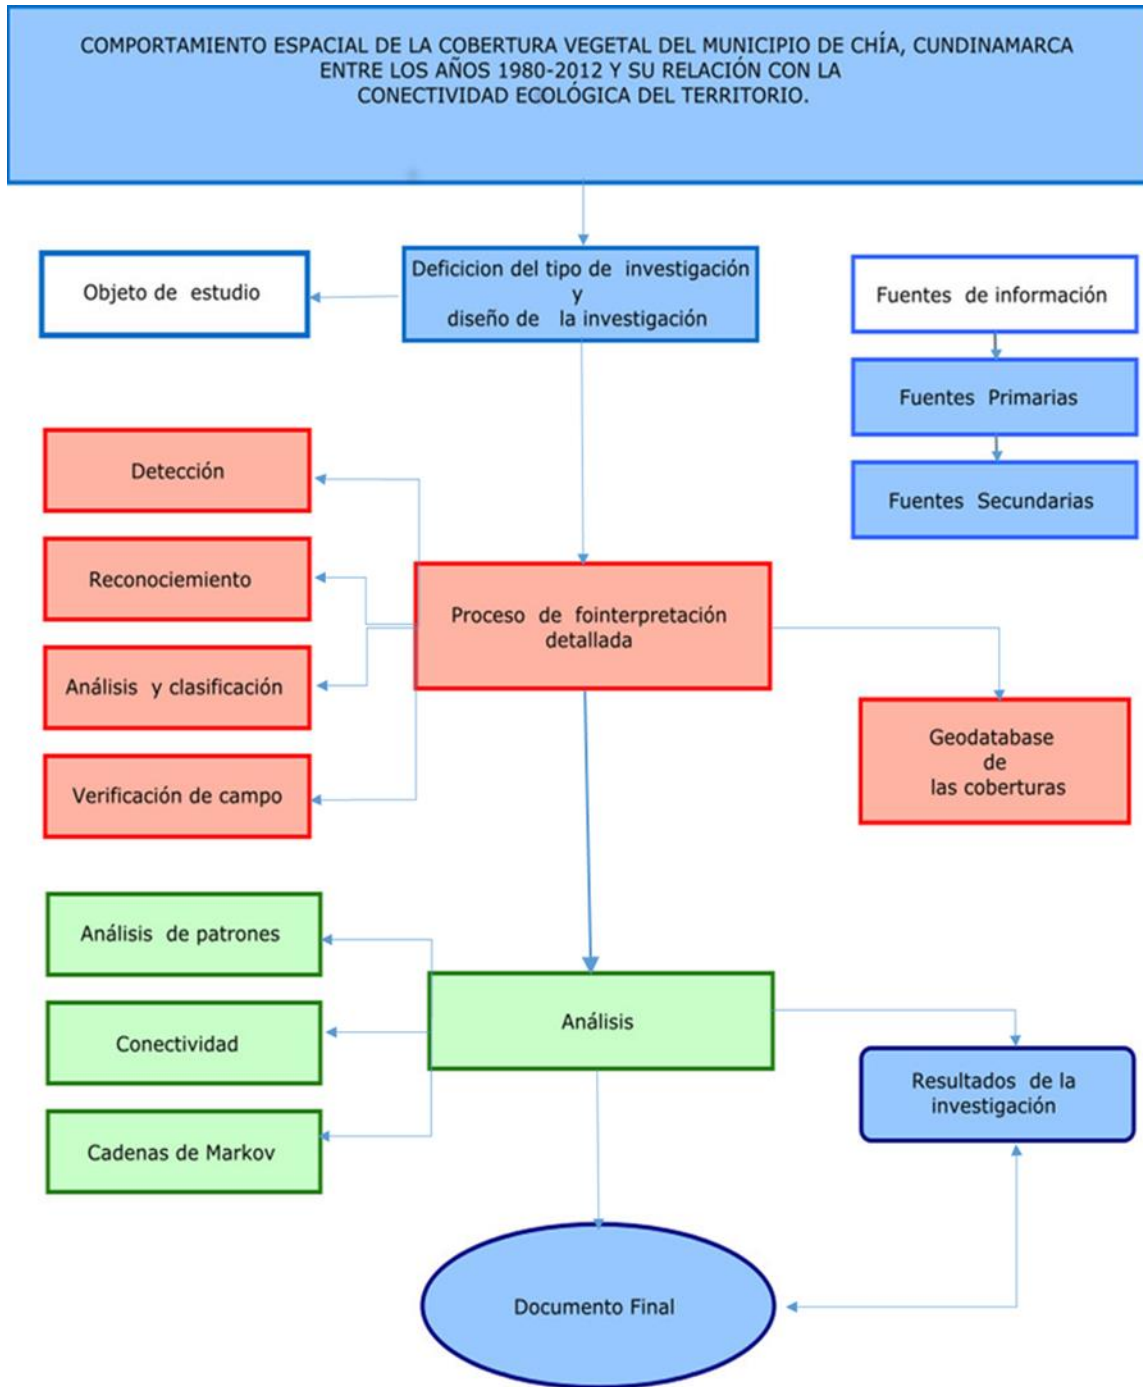 COMPORTAMIENTO ESPACIAL DE LA COBERTURA VEGETAL DEL MUNICIPIO DE CHÍA, CUNDINAMARCA
ENTRE LOS AÑOS 1980-2012 Y SU RELACIÓN CON LA
CONECTIVIDAD ECOLÓGICA DEL TERRITORIO.
Objeto de estudio
Deficicion del tipo de investigación
y
diseño de la investigación
Fuentes de información
Fuentes Primarias
Fuentes Secundarias
Detección
Reconociemiento
Análisis y clasificación
Verificación de campo
Proceso de fointerpretación
detallada
Geodatabase
de
las coberturas
Análisis de patrones
Conectividad
Cadenas de Markov
Análisis
Resultados de la
investigación
Documento Final